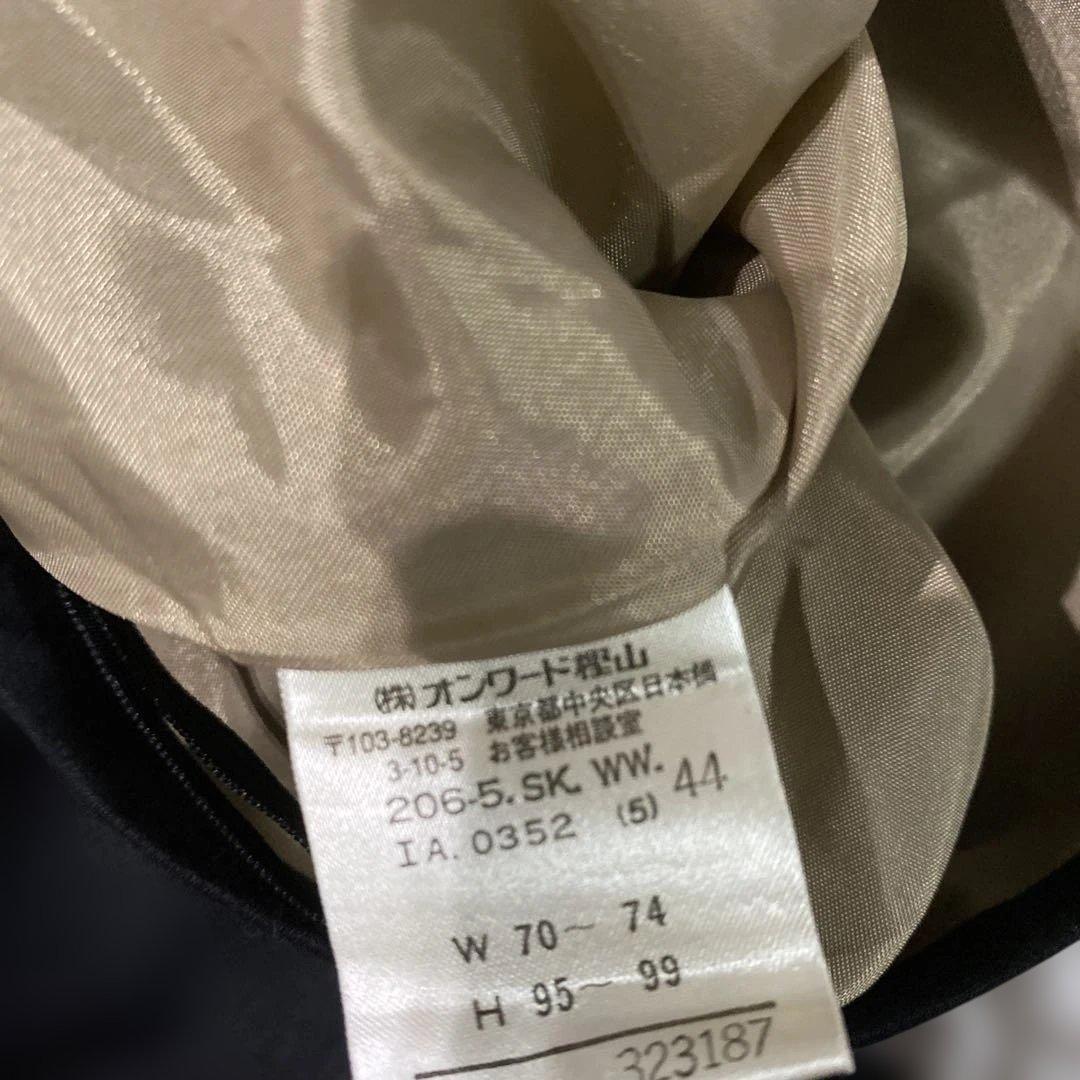 (株)オンワード樫山
〒103-8239 東京都中央区日本橋
3-10-5 お客様相談室
206-5. SK. WW. 44
IA. 0352 (5)
W 70~ 74
H 95~ 99
323187